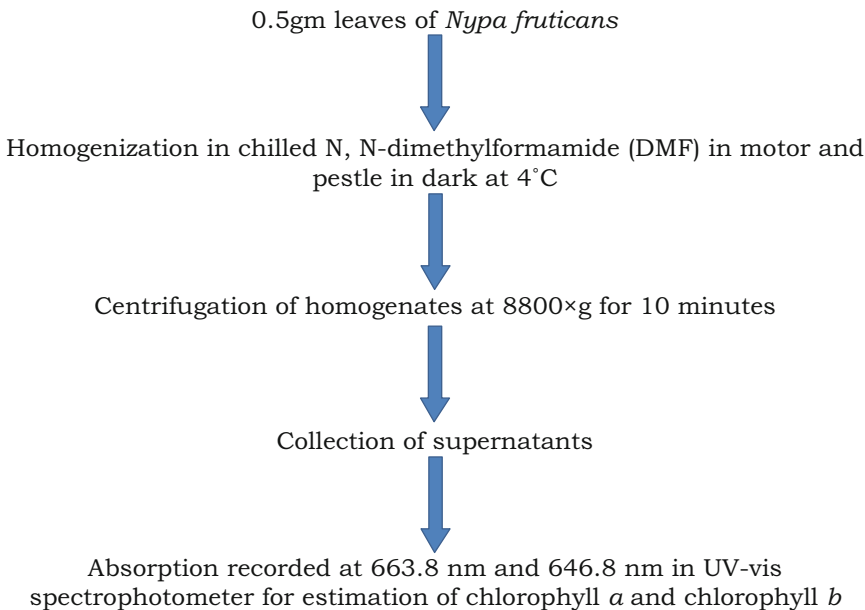 0.5gm leaves of Nypa fruticans
Homogenization in chilled N, N-dimethylformamide (DMF) in motor and
pestle in dark at 4˚C
Centrifugation of homogenates at 8800×g for 10 minutes
Collection of supernatants
Absorption recorded at 663.8 nm and 646.8 nm in UV-vis
spectrophotometer for estimation of chlorophyll a and chlorophyll b